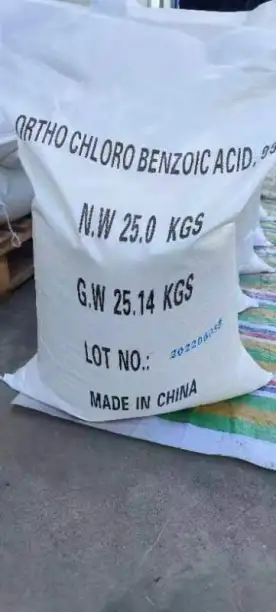 ORTHO CHLORO BENZOIC ACID,
N.W 25.0 KGS
G.W 25.14 KGS
LOT NO.:
MADE IN CHINA